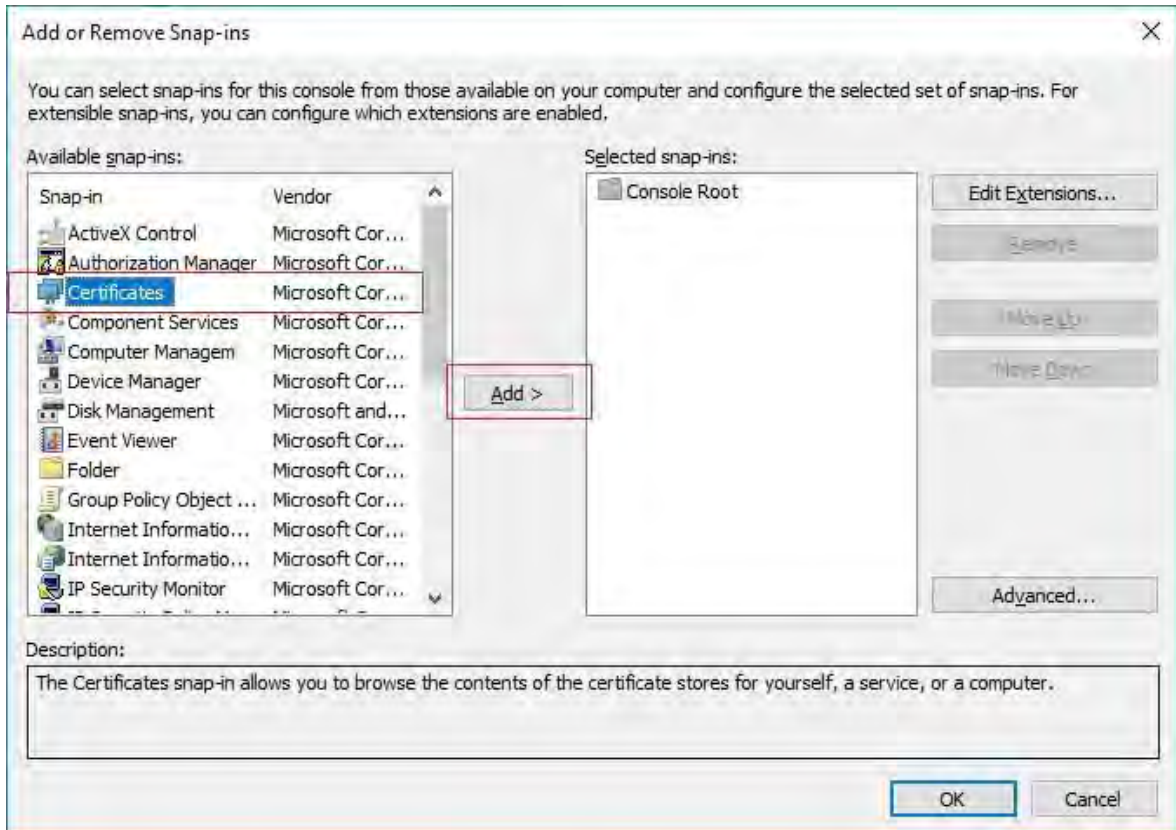 Add or Remove Snap-ins
You can select snap-ins for this console from those available on your computer and configure the selected set of snap-ins. For
extensible snap-ins, you can configure which extensions are enabled.
Available snap-ins:
Selected snap-ins:
Snap-in Vendor
Console Root
Edit Extensions...
ActiveX Control Microsoft Cor...
Remove
Authorization Manager Microsoft Cor...
Certificates Microsoft Cor...
Component Services Microsoft Cor...
Move Up
Computer Managem Microsoft Cor...
Device Manager Microsoft Cor...
Move Down
Add >
Disk Management Microsoft and...
Event Viewer Microsoft Cor...
Folder Microsoft Cor...
Group Policy Object ... Microsoft Cor...
Internet Informatio... Microsoft Cor...
Internet Informatio... Microsoft Cor...
IP Security Monitor Microsoft Cor...
Advanced...
Description:
The Certificates snap-in allows you to browse the contents of the certificate stores for yourself, a service, or a computer.
OK Cancel